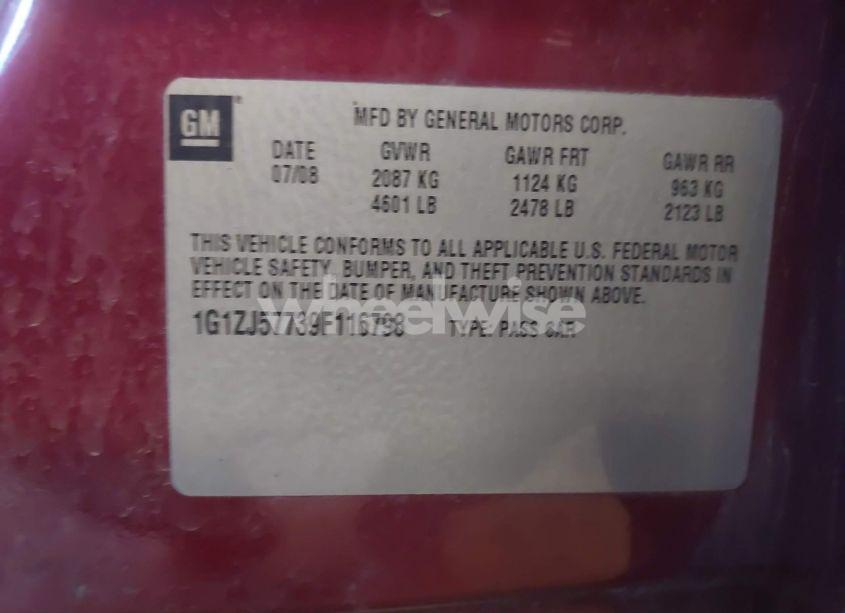 GM
MFD BY GENERAL MOTORS CORP.
DATE GVWR GAWR FRT GAWR RR
07/08 2087 KG 1124 KG 963 KG
4601 LB 2478 LB 2123 LB
THIS VEHICLE CONFORMS TO ALL APPLICABLE U.S. FEDERAL MOTOR
VEHICLE SAFETY, BUMPER, AND THEFT PREVENTION STANDARDS IN
EFFECT ON THE DATE OF MANUFACTURE SHOWN ABOVE.
1G1ZJ57739F116798 TYPE: PASS CAR
wheelwise